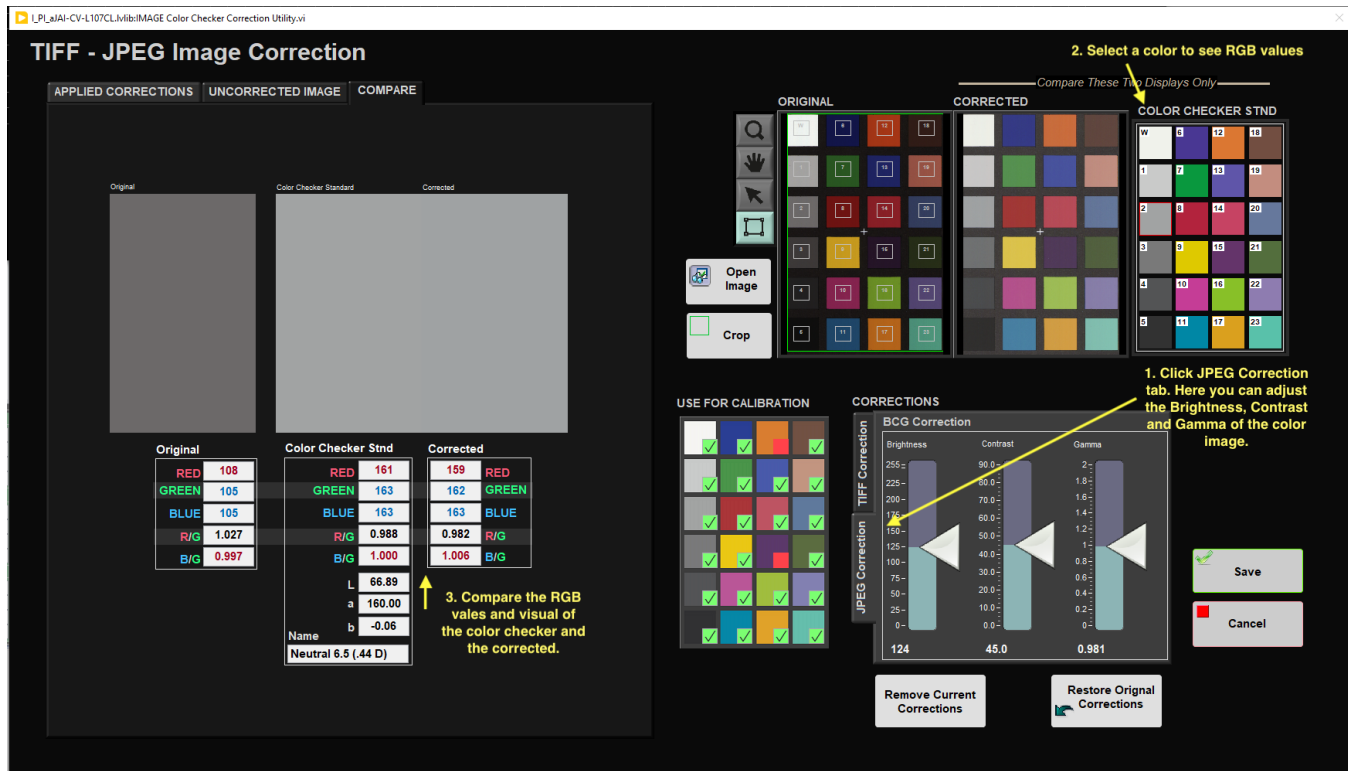 I_PI_aJAI-CV-L107CL.lvlib:IMAGE Color Checker Correction Utility.vi
TIFF - JPEG Image Correction
2. Select a color to see RGB values
Compare These Two Displays Only
APPLIED CORRECTIONS UNCORRECTED IMAGE COMPARE
ORIGINAL CORRECTED COLOR CHECKER STND
W 6 12 18
1 7 13 19
2 8 14 20
3 9 15 21
4 10 16 22
5 11 17 23
Original Color Checker Standard Corrected
Open
Image
Crop
1. Click JPEG Correction
tab. Here you can adjust
the Brightness, Contrast
and Gamma of the color
image.
USE FOR CALIBRATION
CORRECTIONS
BCG Correction
TIFF Correction
JPEG Correction
Brightness Contrast Gamma
255 90.0 2
225 80.0 1.8
200 70.0 1.6
175 60.0 1.4
150 50.0 1.2
125 40.0 1
100 30.0 0.8
75 20.0 0.6
50 10.0 0.4
25 0.0 0.2
0 0
124 45.0 0.981
Original Color Checker Stnd Corrected
RED 108 RED 161 159 RED
GREEN 105 GREEN 163 162 GREEN
BLUE 105 BLUE 163 163 BLUE
R/G 1.027 R/G 0.988 0.982 R/G
B/G 0.997 B/G 1.000 1.006 B/G
L 66.89
a 160.00
b -0.06
Name
Neutral 6.5 (.44 D)
3. Compare the RGB
vales and visual of
the color checker and
the corrected.
Save
Cancel
Remove Current
Corrections
Restore Orignal
Corrections